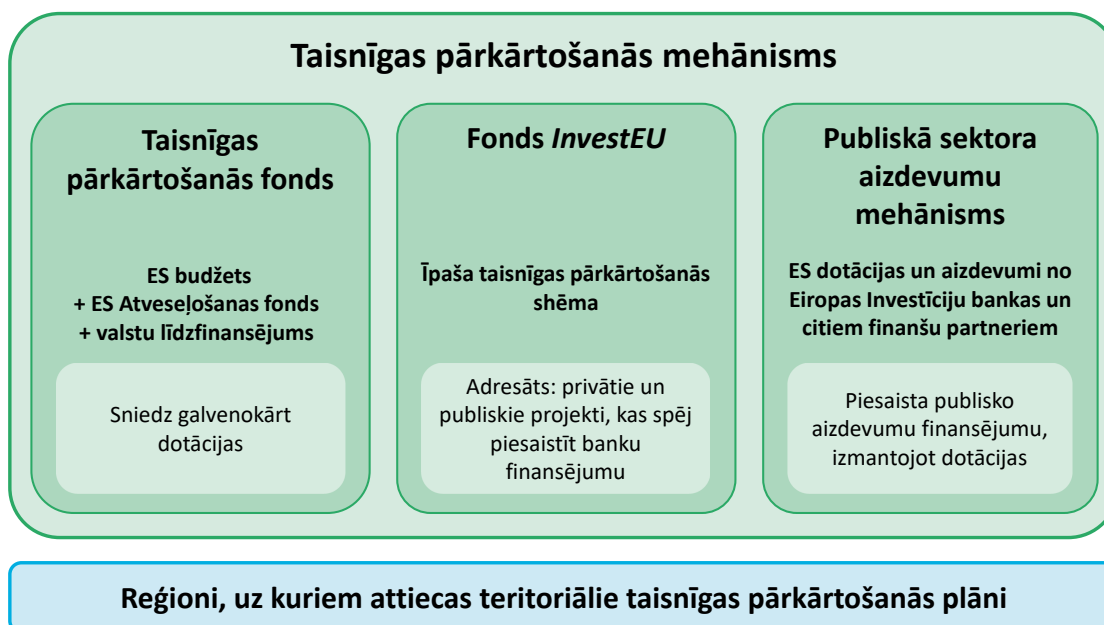 Taisnīgas pārkārtošanās mehānisms
Taisnīgas
pārkārtošanās fonds
ES budžets
+ ES Atveseļošanas fonds
+ valstu līdzfinansējums
Sniedz galvenokārt
dotācijas
Fonds InvestEU
Īpaša taisnīgas pārkārtošanās
shēma
Adresāts: privātie un
publiskie projekti, kas spēj
piesaistīt banku
finansējumu
Publiskā sektora
aizdevumu
mehānisms
ES dotācijas un aizdevumi no
Eiropas Investīciju bankas un
citiem finanšu partneriem
Piesaista publisko
aizdevumu finansējumu,
izmantojot dotācijas
Reģioni, uz kuriem attiecas teritoriālie taisnīgas pārkārtošanās plāni